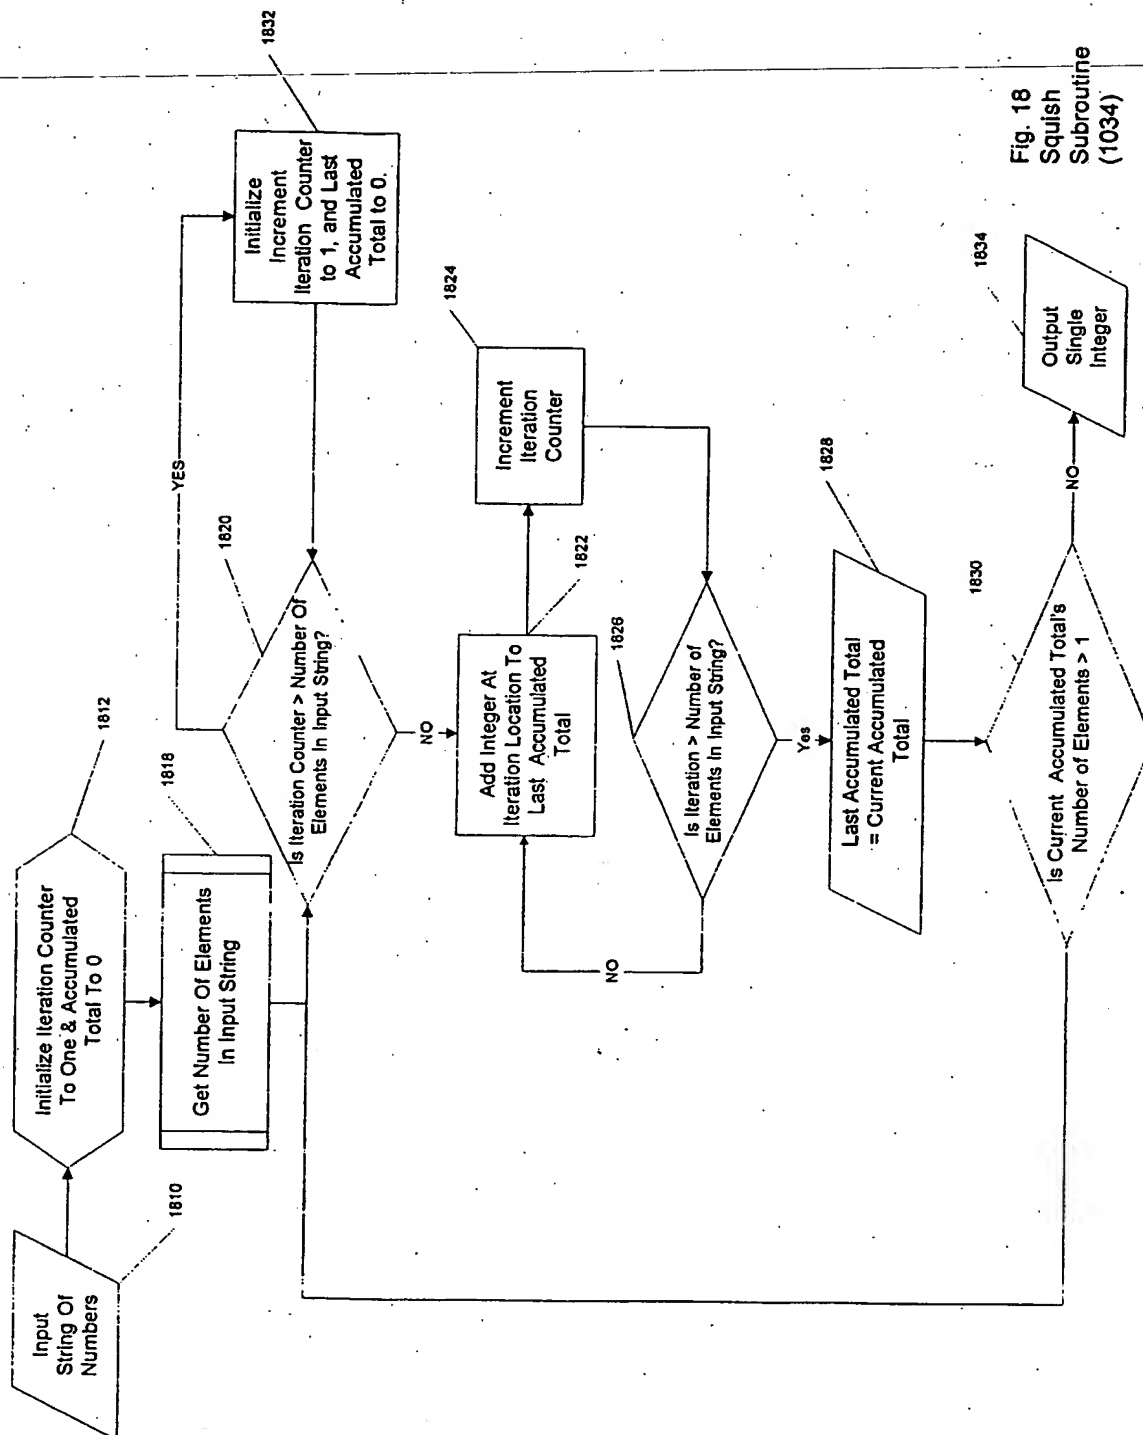 Input
String Of
Numbers
1810
Initialize Iteration Counter
To One & Accumulated
Total To 0
1812
Get Number Of Elements
In Input String
1818
Is Iteration Counter > Number Of
Elements In Input String?
1820
YES
Initialize
Increment
Iteration Counter
to 1, and Last
Accumulated
Total to 0.
1832
NO
Add Integer At
Iteration Location To
Last Accumulated
Total
1822
Increment
Iteration
Counter
1824
Is Iteration > Number of
Elements In Input String?
1826
NO
Yes
Last Accumulated Total
= Current Accumulated
Total
1828
Is Current Accumulated Total's
Number of Elements > 1
1830
NO
Output
Single
Integer
1834
Fig. 18
Squish
Subroutine
(1034)